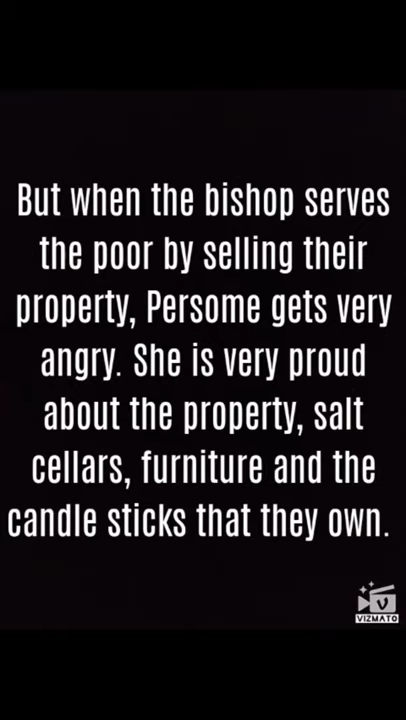 But when the bishop serves
the poor by selling their
property, Persome gets very
angry. She is very proud
about the property, salt
cellars, furniture and the
candle sticks that they own.
V
VIZMATO